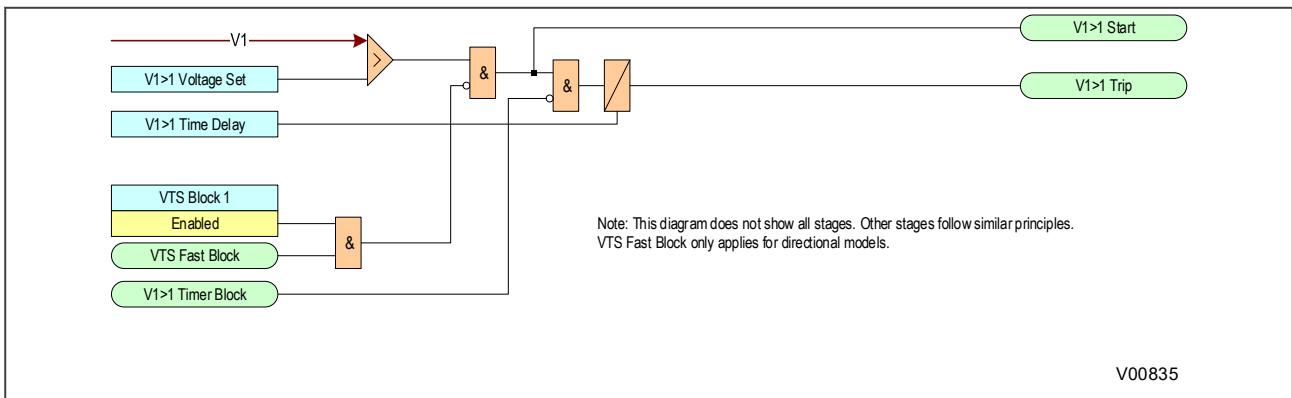 V1
V1>1 Start
>
V1>1 Voltage Set
&
&
V1>1 Trip
V1>1 Time Delay
VTS Block 1
Enabled
&
VTS Fast Block
V1>1 Timer Block
Note: This diagram does not show all stages. Other stages follow similar principles.
VTS Fast Block only applies for directional models.
V00835